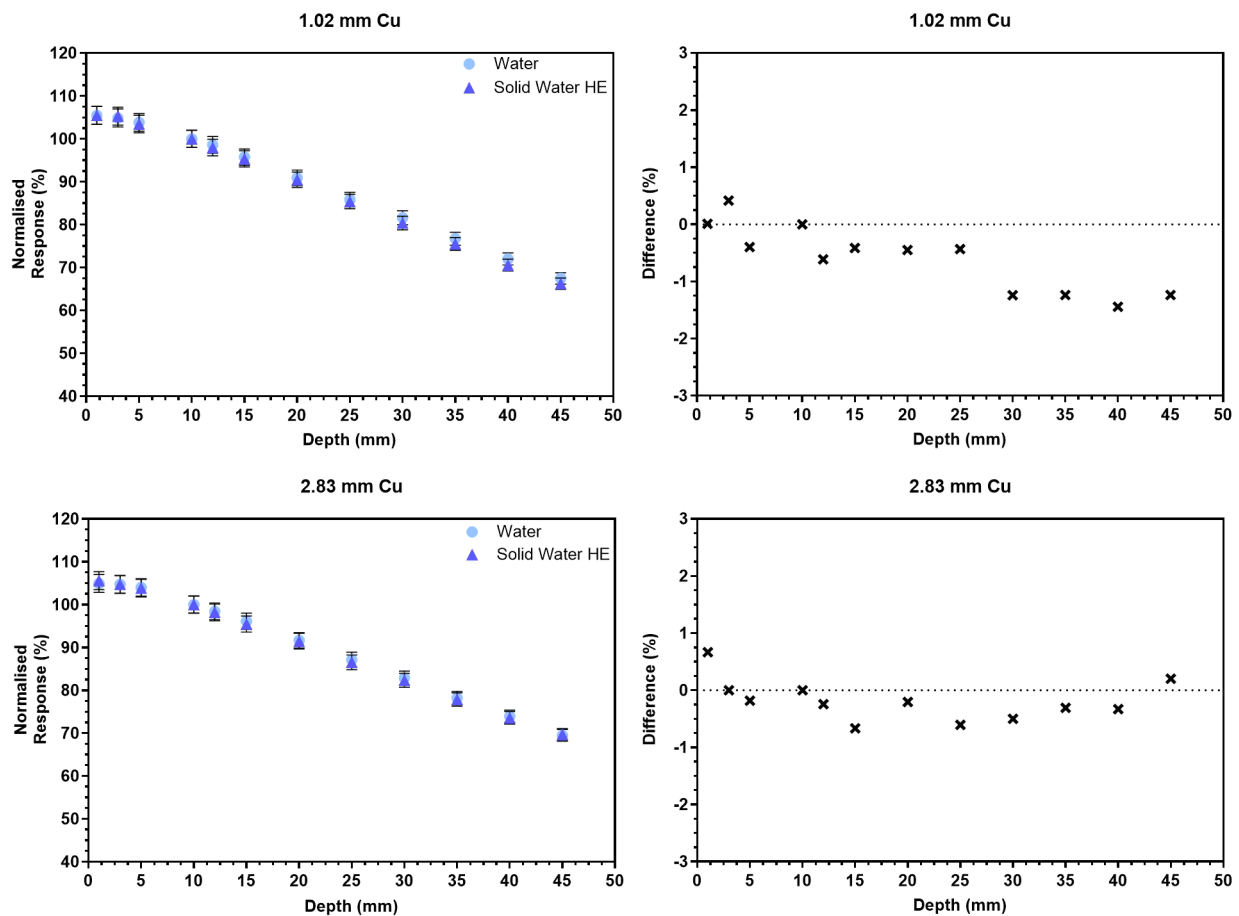 1.02 mm Cu
120
110
100
90
80
70
60
50
40
Normalised
Response (%)
Water
Solid Water HE
0 5 10 15 20 25 30 35 40 45 50
Depth (mm)
1.02 mm Cu
3
2
1
0
-1
-2
-3
Difference (%)
0 5 10 15 20 25 30 35 40 45 50
Depth (mm)
2.83 mm Cu
120
110
100
90
80
70
60
50
40
Normalised
Response (%)
Water
Solid Water HE
0 5 10 15 20 25 30 35 40 45 50
Depth (mm)
2.83 mm Cu
3
2
1
0
-1
-2
-3
Difference (%)
0 5 10 15 20 25 30 35 40 45 50
Depth (mm)